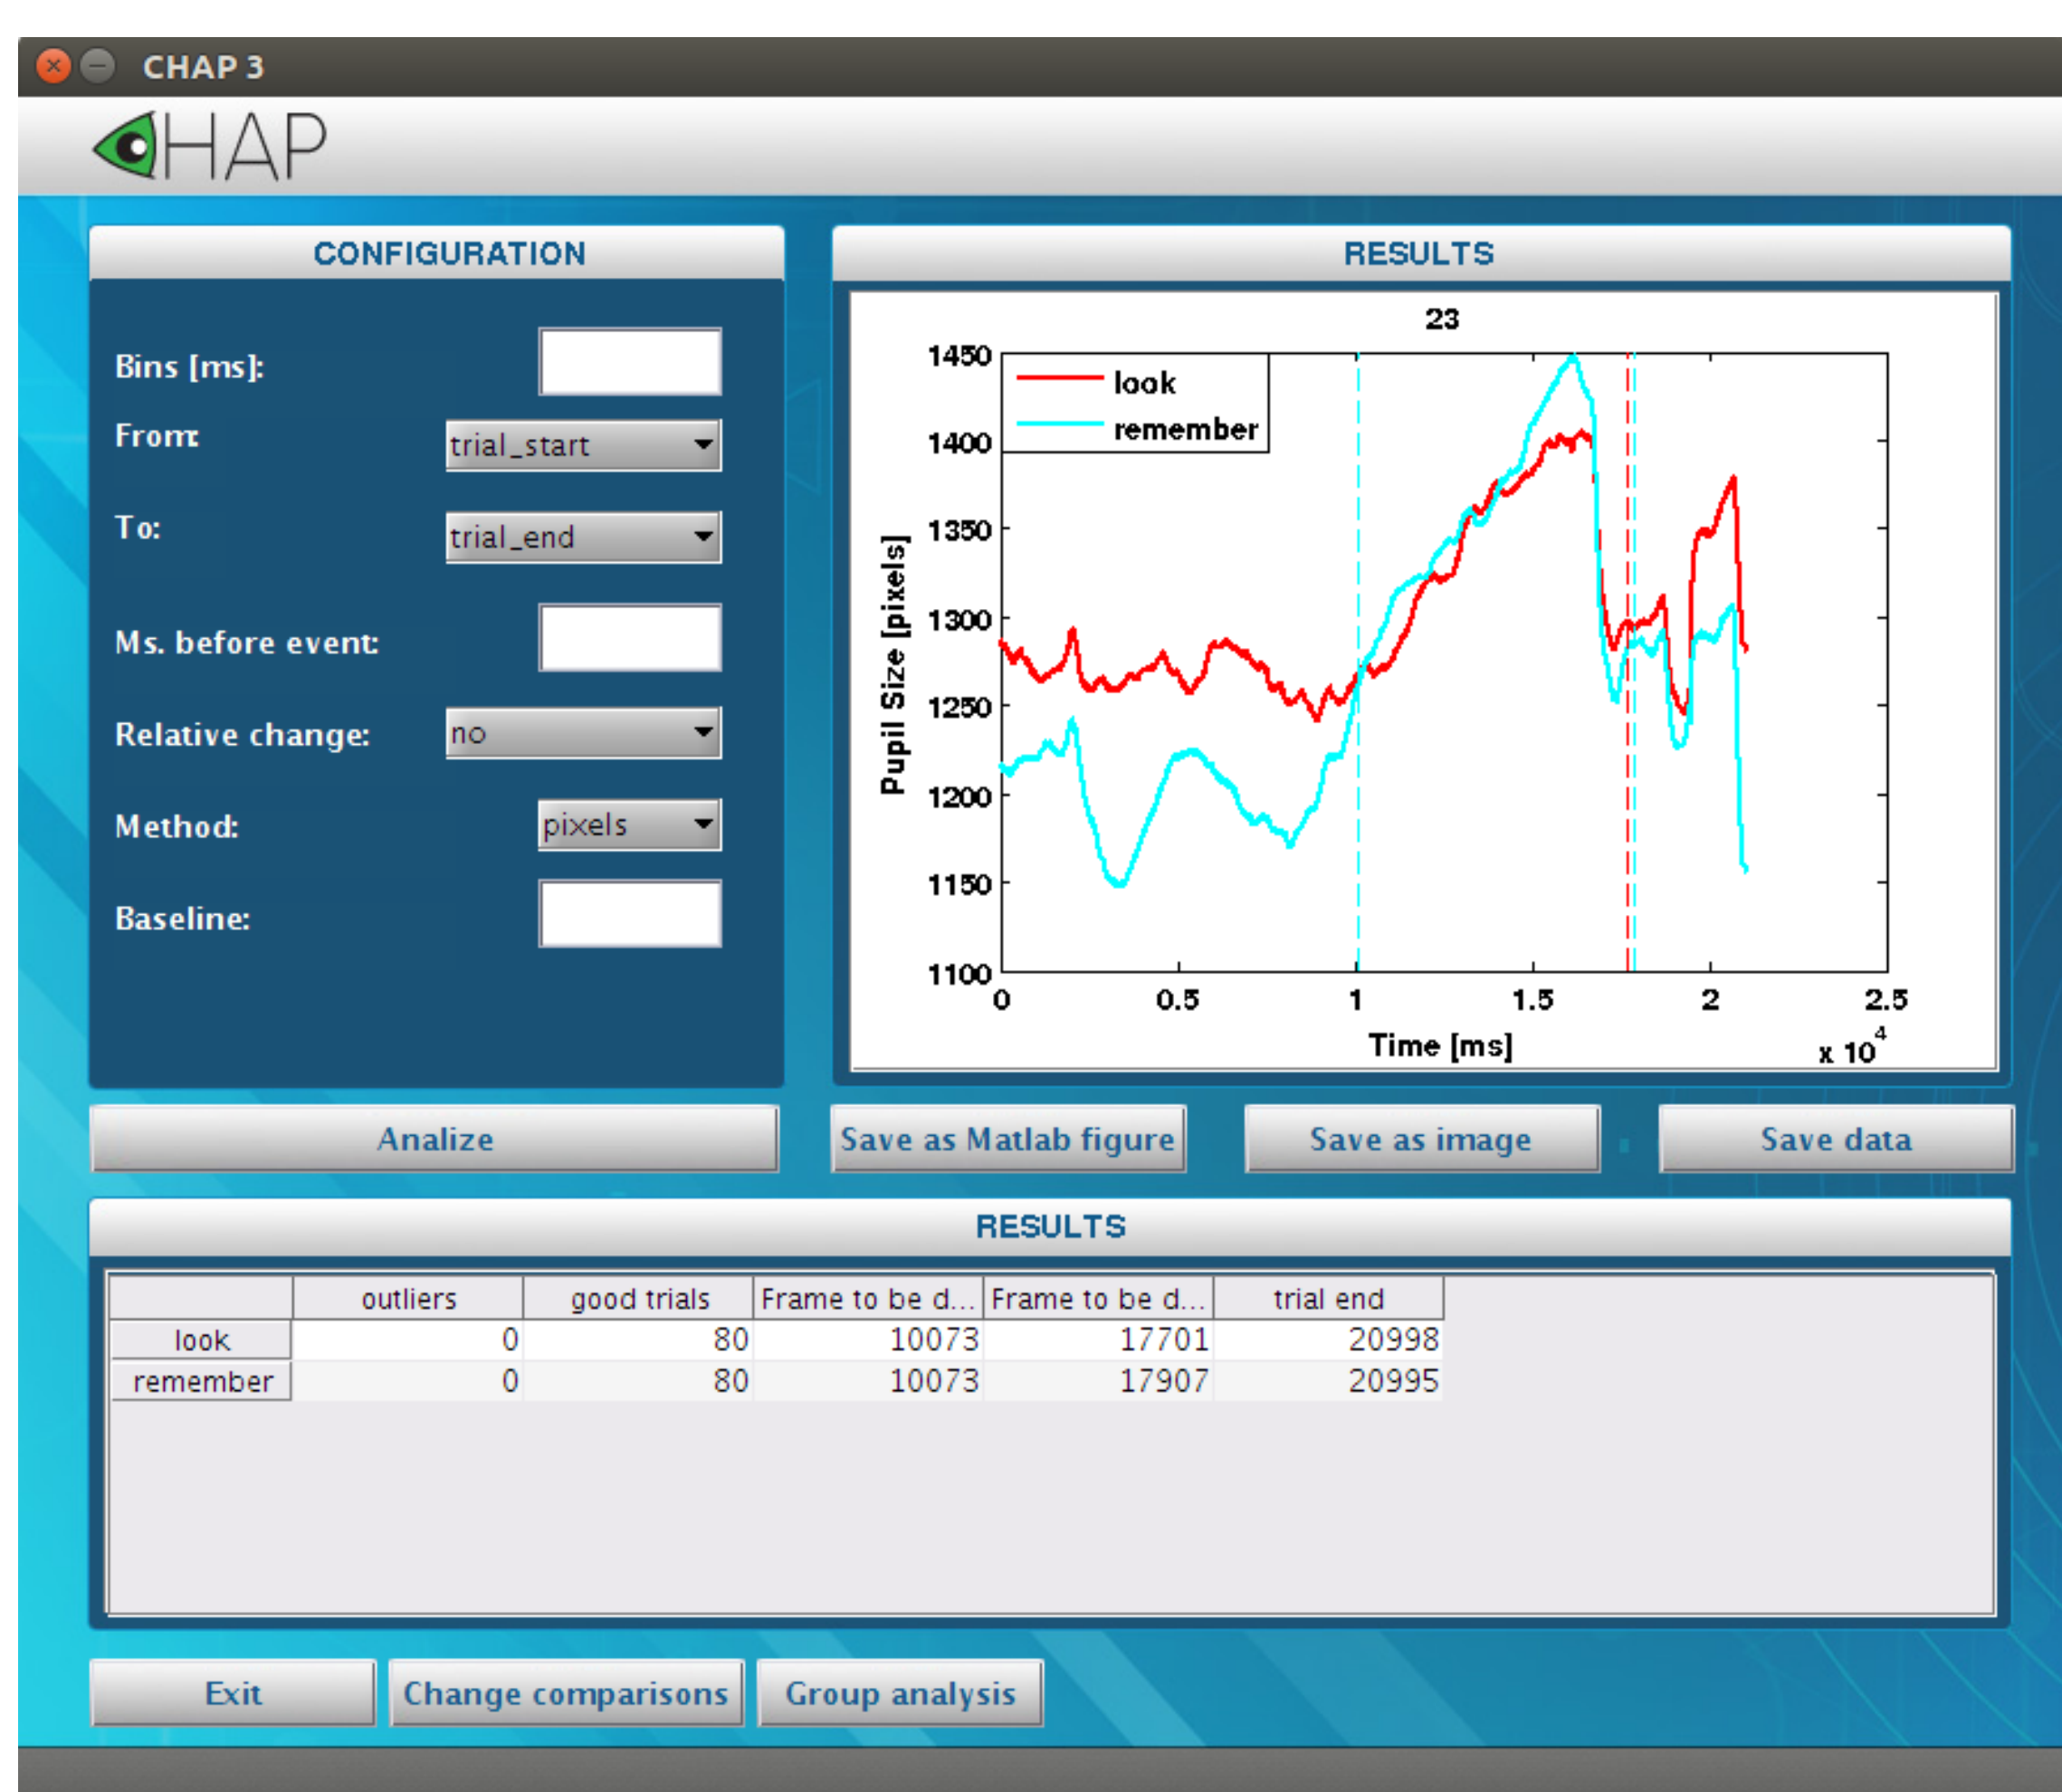 CHAP 3
CHAP
CONFIGURATION
Bins [ms]:
From:
trial_start
To:
trial_end
Ms. before event:
Relative change:
no
Method:
pixels
Baseline:
RESULTS
23
look
remember
Pupil Size [pixels]
1450
1400
1350
1300
1250
1200
1150
1100
0 0.5 1 1.5 2 2.5
Time [ms]
x 10^4
Analize
Save as Matlab figure
Save as image
Save data
RESULTS
outliers good trials Frame to be d... Frame to be d... trial end
look 0 80 10073 17701 20998
remember 0 80 10073 17907 20995
Exit
Change comparisons
Group analysis